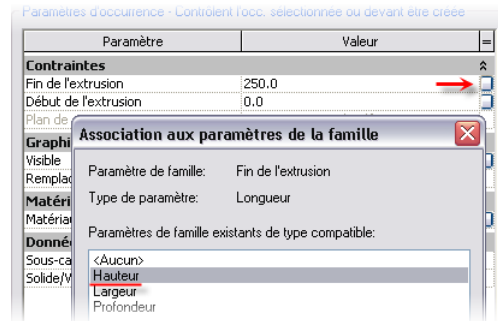 Paramètres d'occurrence - Contrôlent l'occ. sélectionnée ou devant être créée
Paramètre Valeur =
Contraintes
Fin de l'extrusion 250.0
Début de l'extrusion 0.0
Plan de
Association aux paramètres de la famille
Graphi
Visible
Remplac
Matéri
Matéria
Donné
Sous-ca
Solide/V
Paramètre de famille: Fin de l'extrusion
Type de paramètre: Longueur
Paramètres de famille existants de type compatible:
<Aucun>
Hauteur
Largeur
Profondeur